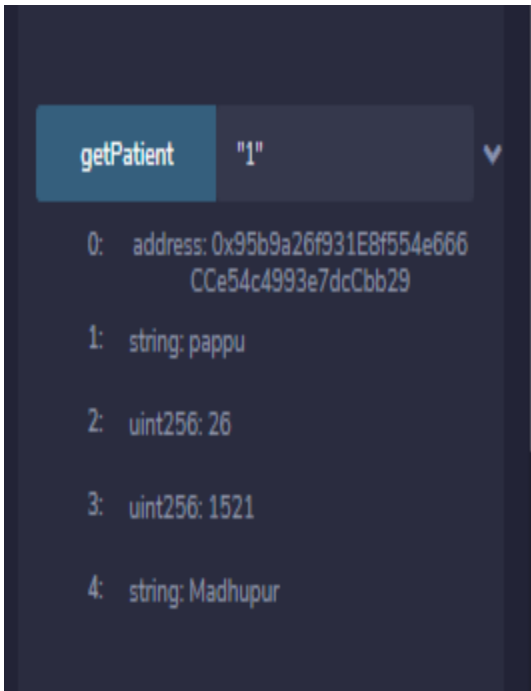 getPatient "1"
0: address: 0x95b9a26f931E8f554e666
CCe54c4993e7dcCbb29
1: string: pappu
2: uint256: 26
3: uint256: 1521
4: string: Madhupur